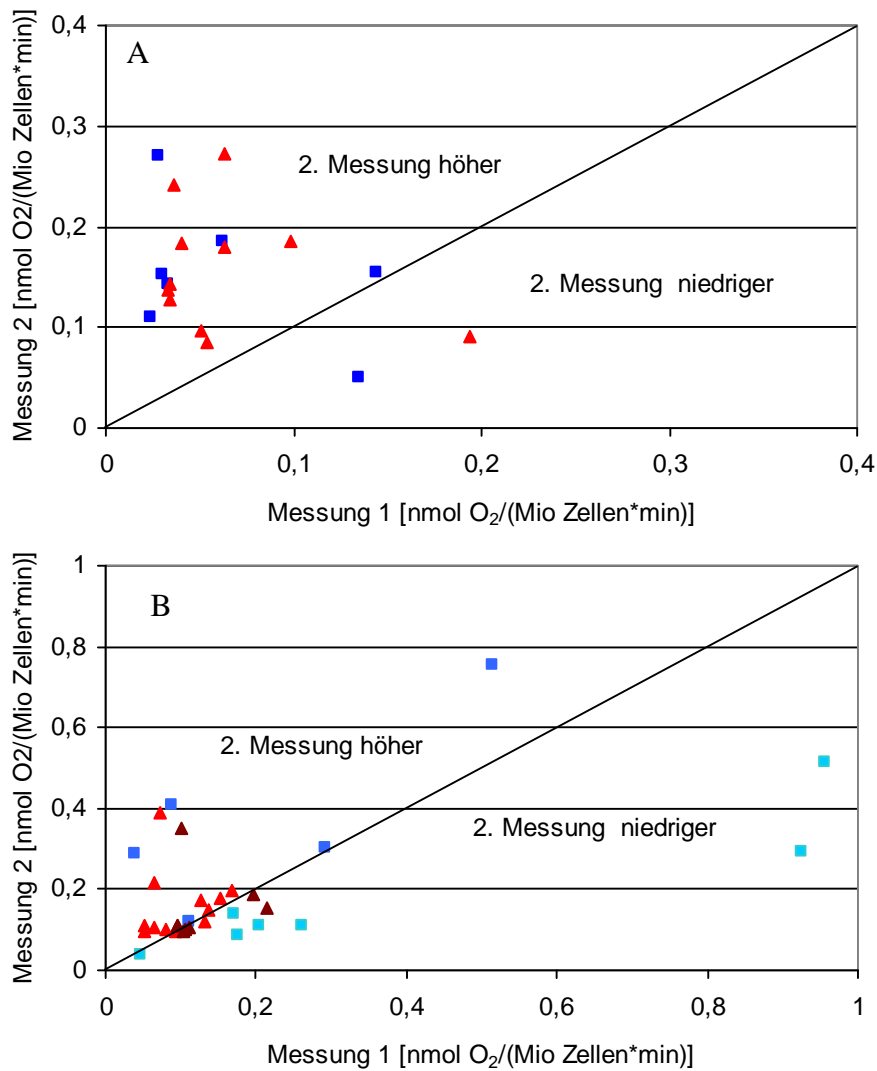 0,4
A
0,3
2. Messung höher
0,2
2. Messung niedriger
0,1
0
0
0,1
0,2
0,3
0,4
Messung 2 [nmol O2/(Mio Zellen*min)]
Messung 1 [nmol O₂/(Mio Zellen*min)]
1
B
0,8
0,6
2. Messung höher
0,4
2. Messung niedriger
0,2
0
0
0,2
0,4
0,6
0,8
1
Messung 2 [nmol O2/(Mio Zellen*min)]
Messung 1 [nmol O₂/(Mio Zellen*min)]